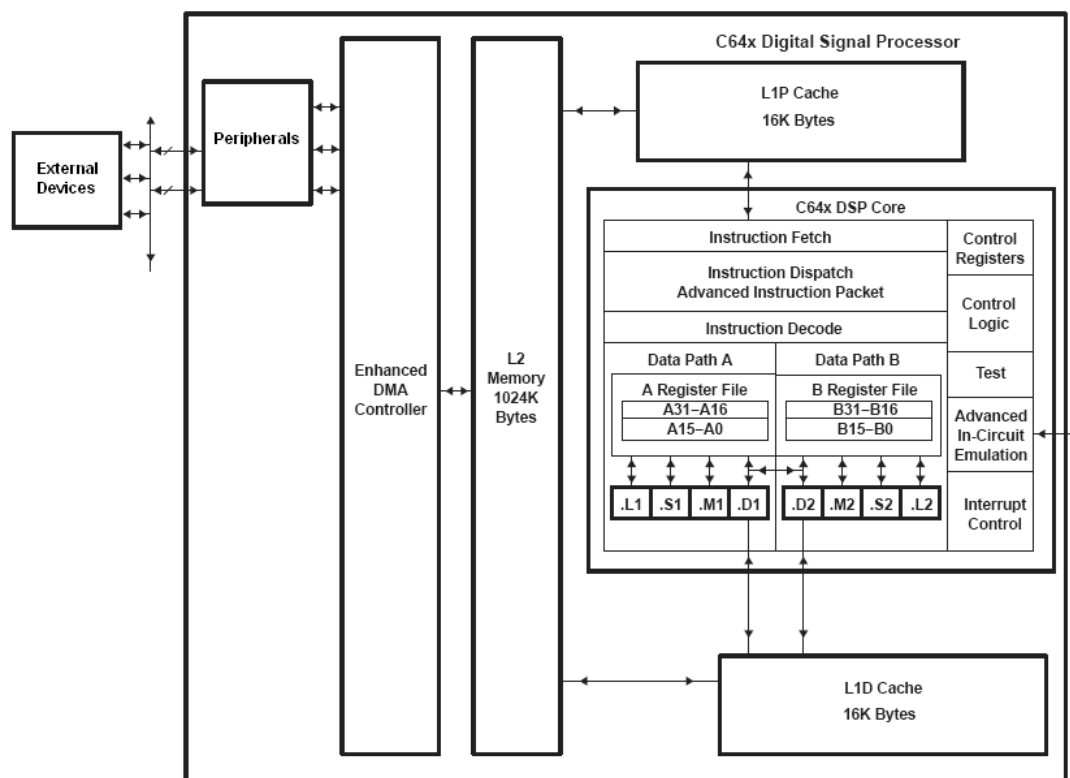 C64x Digital Signal Processor
L1P Cache
16K Bytes
Peripherals
External
Devices
Enhanced
DMA
Controller
L2
Memory
1024K
Bytes
C64x DSP Core
Instruction Fetch
Instruction Dispatch
Advanced Instruction Packet
Instruction Decode
Data Path A
Data Path B
A Register File
A31–A16
A15–A0
B Register File
B31–B16
B15–B0
.L1 .S1 .M1 .D1 .D2 .M2 .S2 .L2
Control
Registers
Control
Logic
Test
Advanced
In-Circuit
Emulation
Interrupt
Control
L1D Cache
16K Bytes